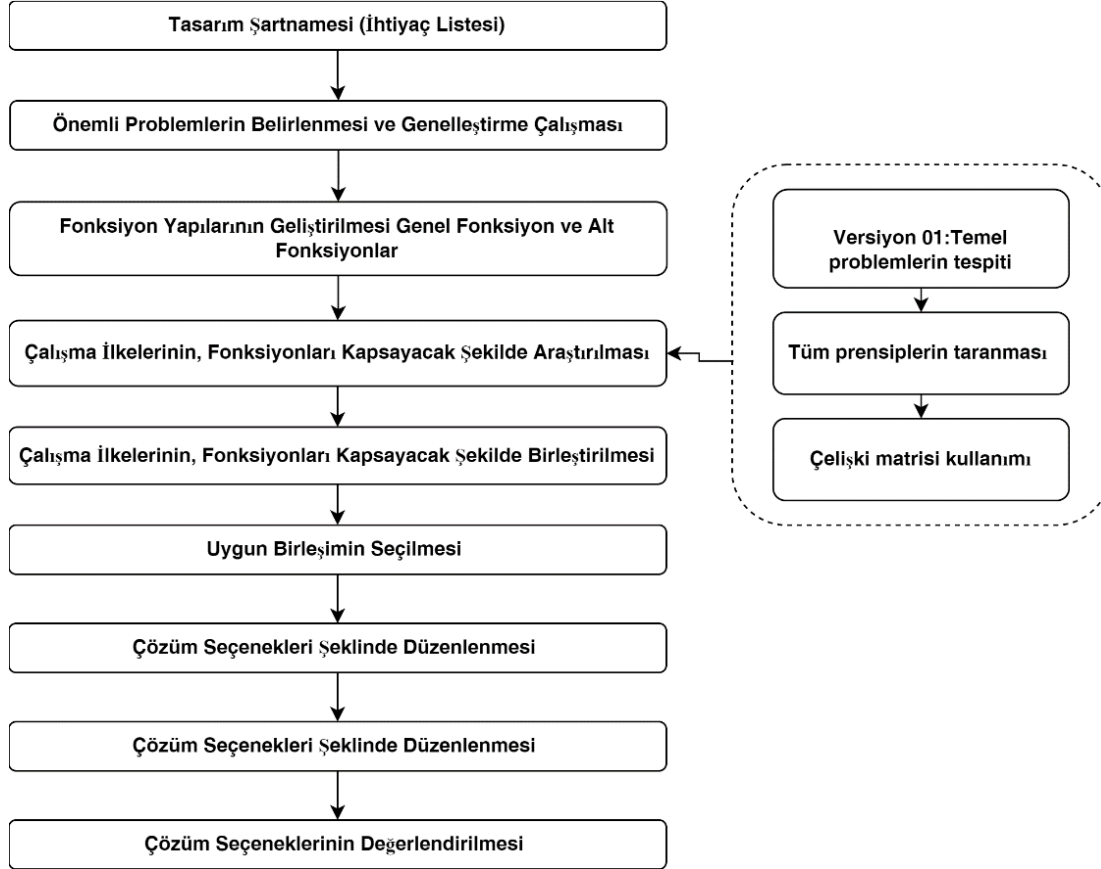 Tasarım Şartnamesi (İhtiyaç Listesi)
Önemli Problemlerin Belirlenmesi ve Genelleştirme Çalışması
Fonksiyon Yapılarının Geliştirilmesi Genel Fonksiyon ve Alt
Fonksiyonlar
Çalışma İlkelerinin, Fonksiyonları Kapsayacak Şekilde Araştırılması
Çalışma İlkelerinin, Fonksiyonları Kapsayacak Şekilde Birleştirilmesi
Uygun Birleşimin Seçilmesi
Çözüm Seçenekleri Şeklinde Düzenlenmesi
Çözüm Seçenekleri Şeklinde Düzenlenmesi
Çözüm Seçeneklerinin Değerlendirilmesi
Versiyon 01:Temel
problemlerin tespiti
Tüm prensiplerin taranması
Çelişki matrisi kullanımı